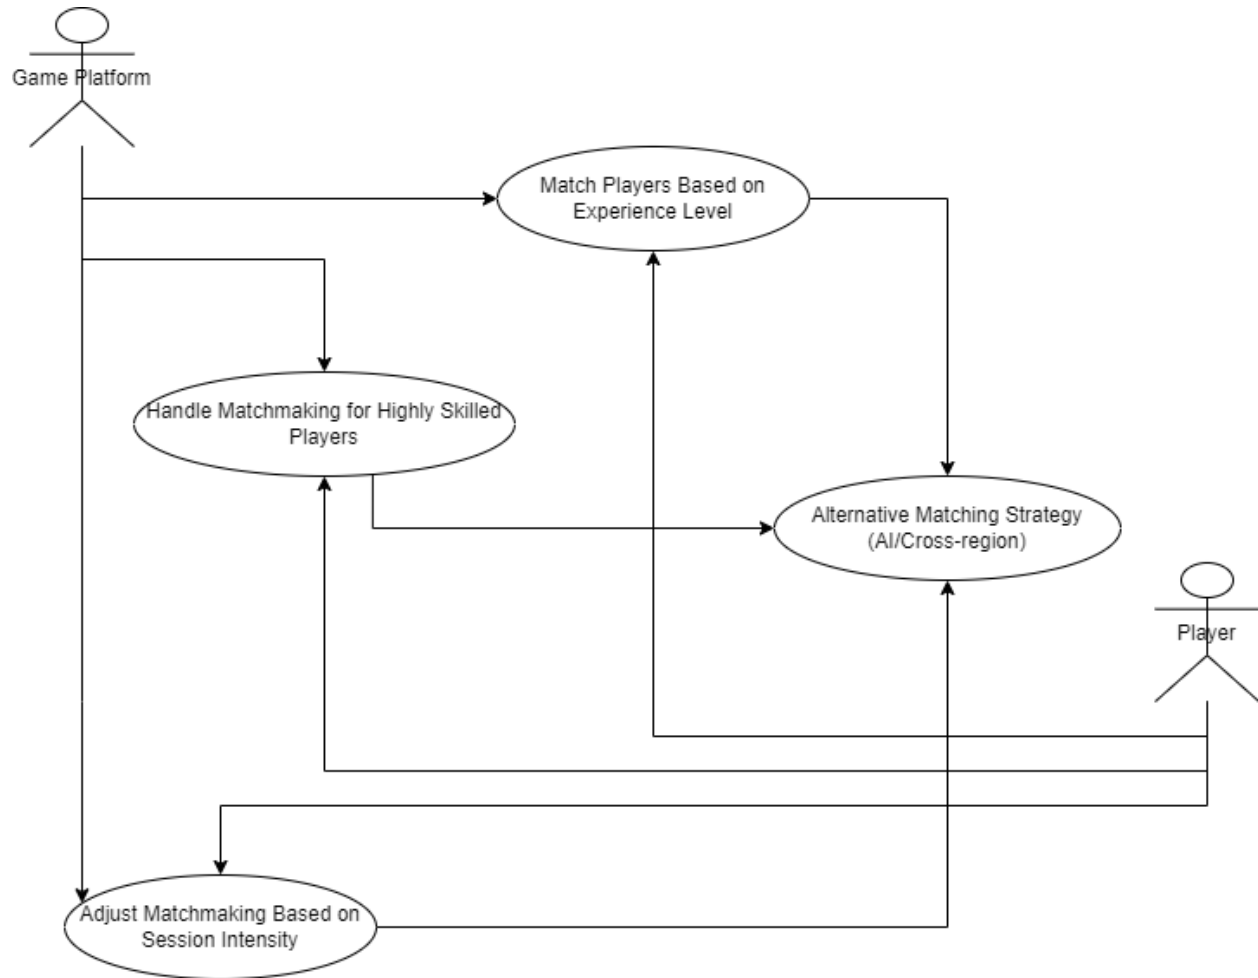 Game Platform
Match Players Based on
Experience Level
Handle Matchmaking for Highly Skilled
Players
Alternative Matching Strategy
(AI/Cross-region)
Player
Adjust Matchmaking Based on
Session Intensity